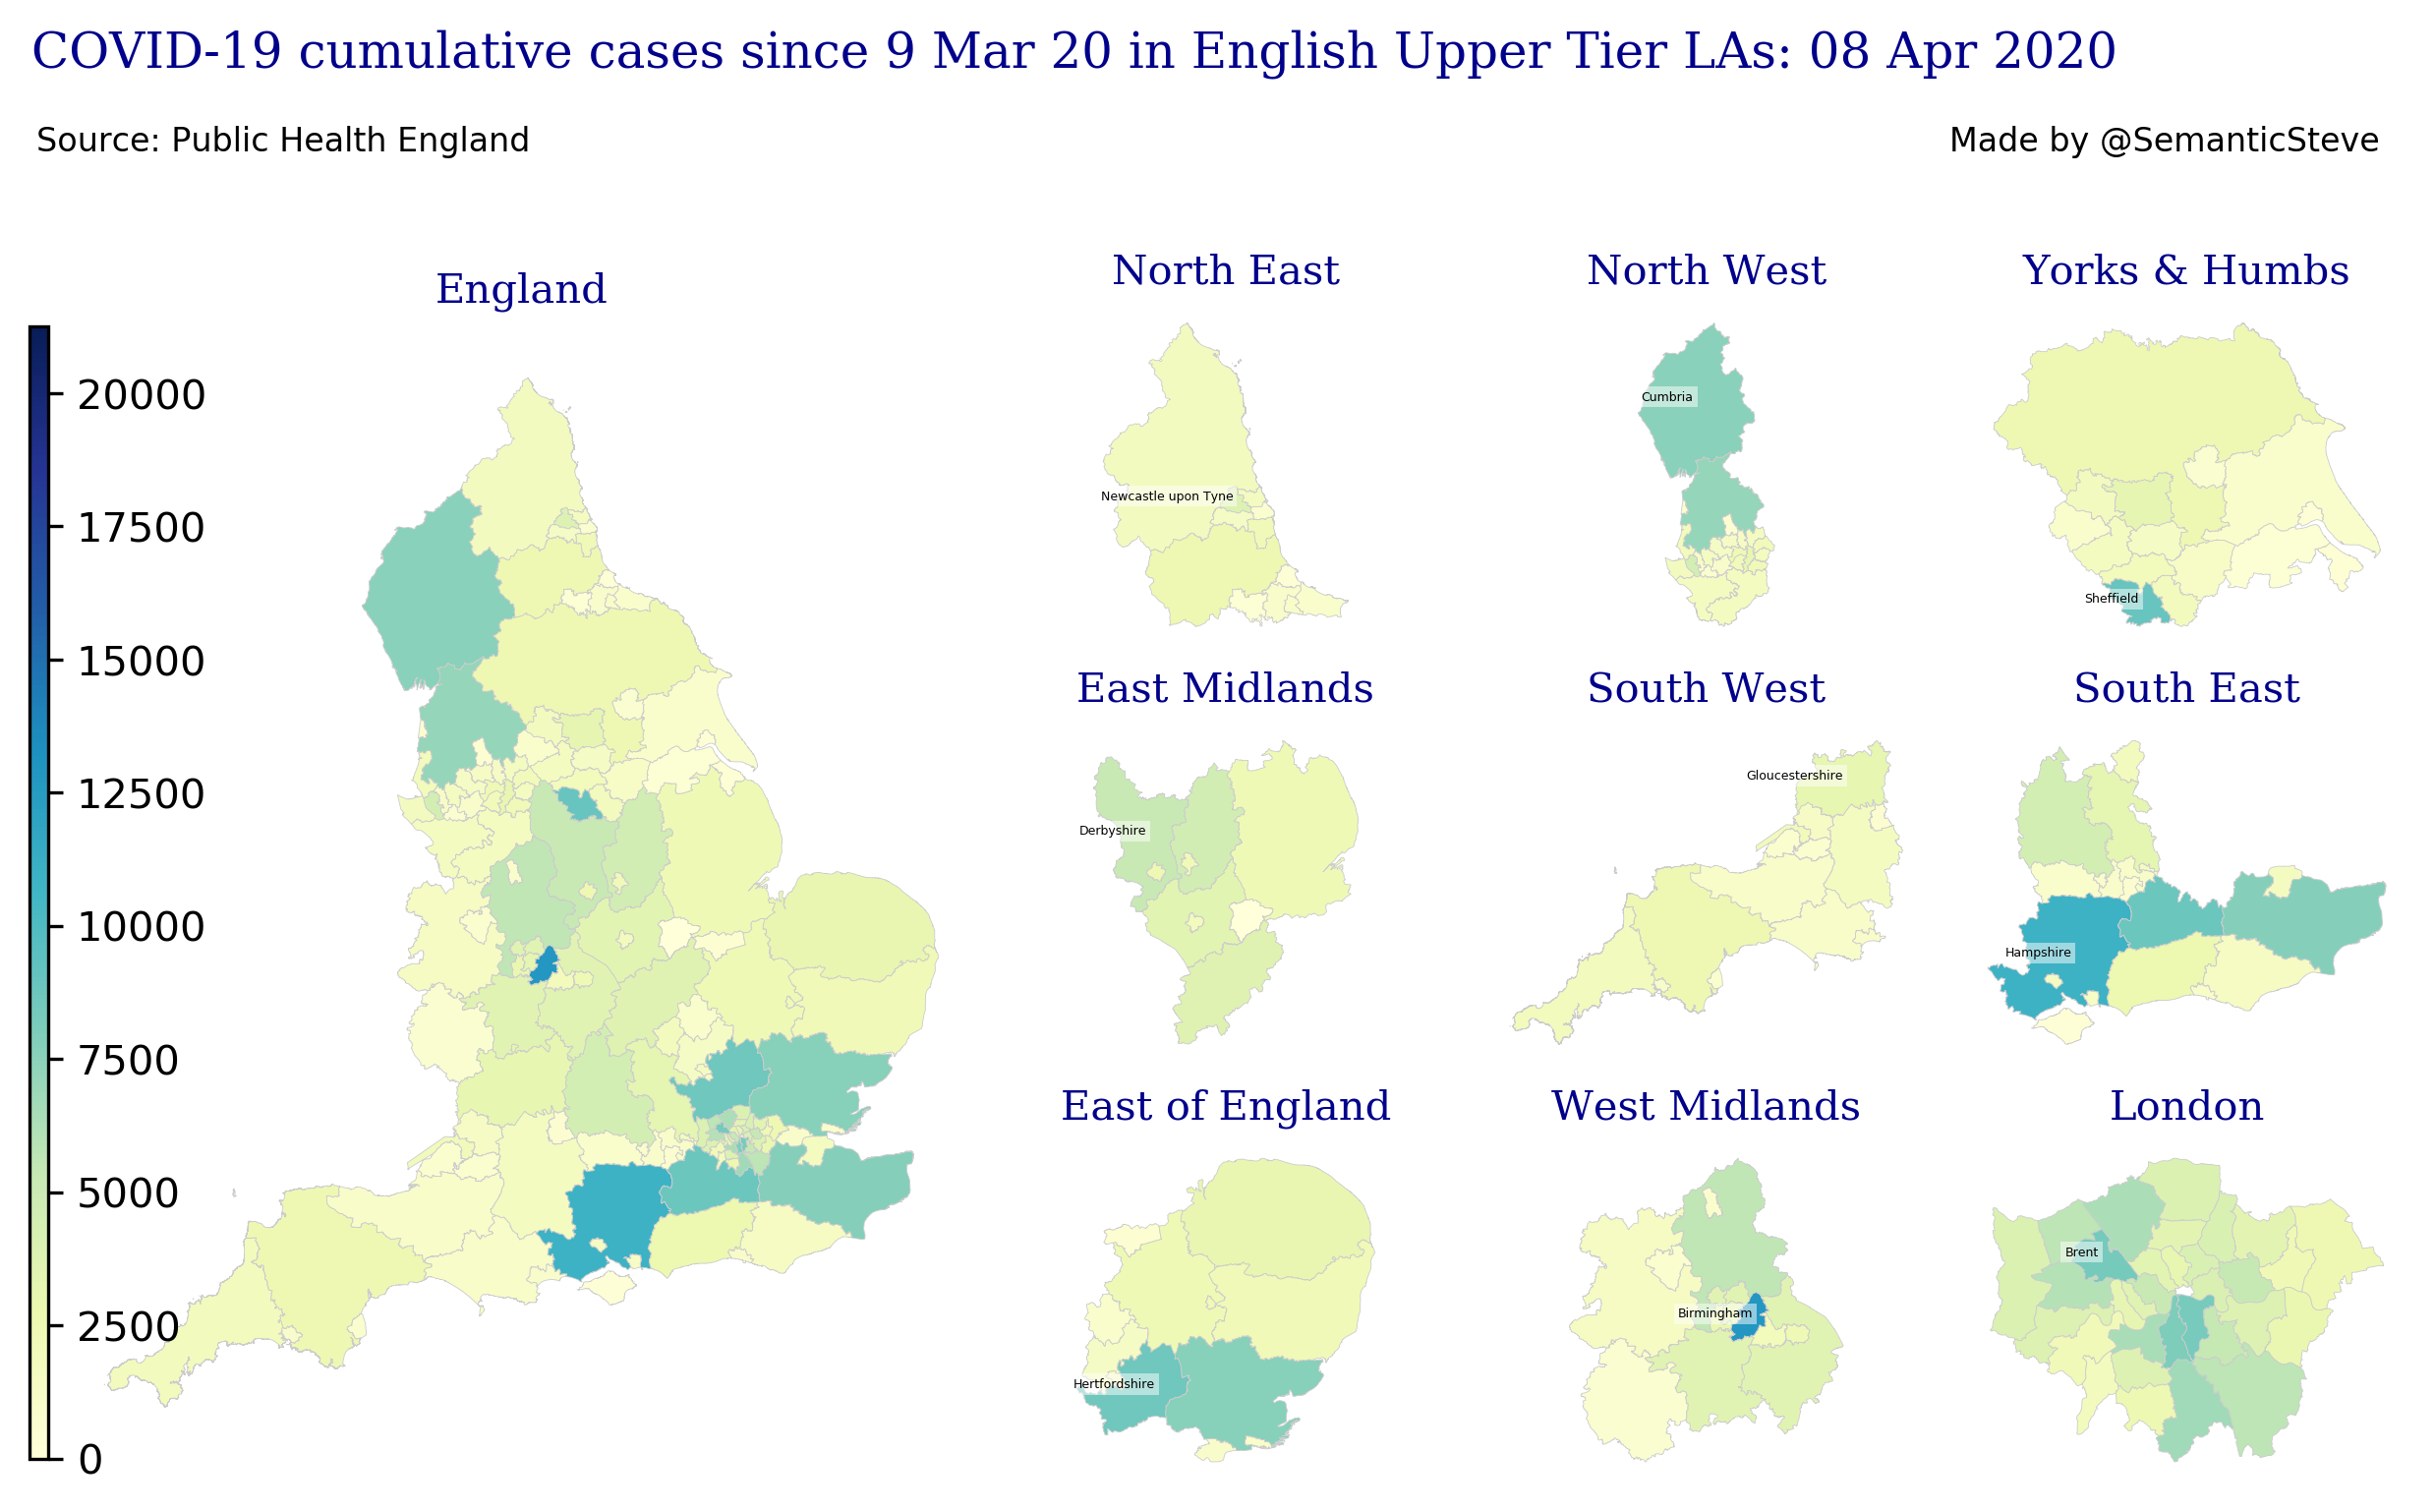 COVID-19 cumulative cases since 9 Mar 20 in English Upper Tier LAs: 08 Apr 2020
Source: Public Health England
Made by @SemanticSteve
England
20000
17500
15000
12500
10000
7500
5000
2500
0
North East
Newcastle upon Tyne
North West
Cumbria
Yorks & Humbs
Sheffield
East Midlands
Derbyshire
South West
Gloucestershire
South East
Hampshire
East of England
Hertfordshire
West Midlands
Birmingham
London
Brent